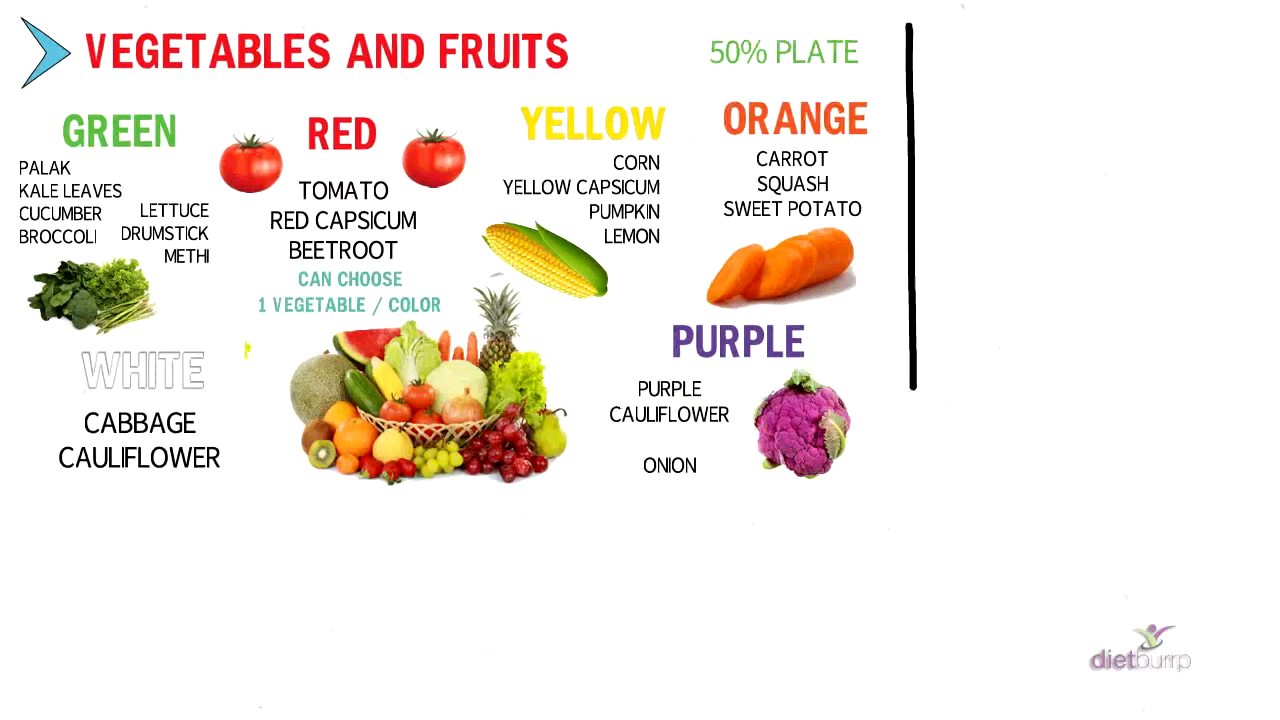 VEGETABLES AND FRUITS
50% PLATE
GREEN
PALAK
KALE LEAVES
CUCUMBER
BROCCOLI
LETTUCE
DRUMSTICK
METHI
RED
TOMATO
RED CAPSICUM
BEETROOT
CAN CHOOSE
1 VEGETABLE / COLOR
YELLOW
CORN
YELLOW CAPSICUM
PUMPKIN
LEMON
ORANGE
CARROT
SQUASH
SWEET POTATO
WHITE
CABBAGE
CAULIFLOWER
PURPLE
PURPLE
CAULIFLOWER
ONION
dietburrp